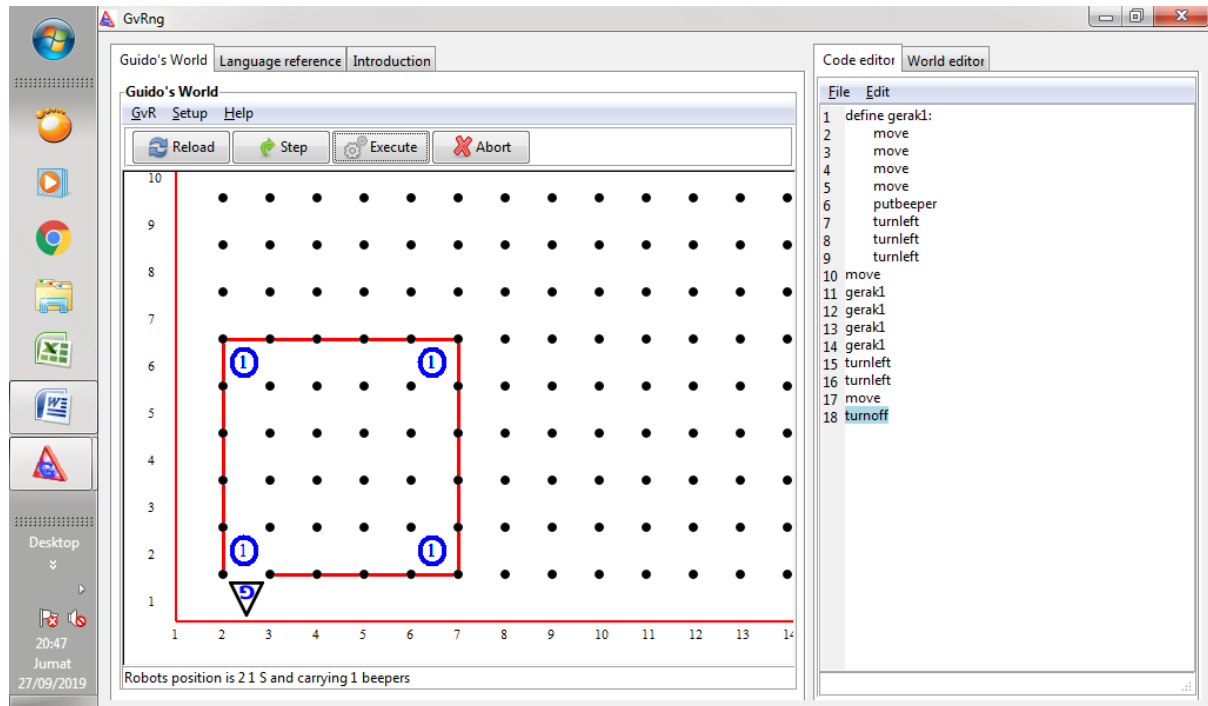 GvRng
Guido's World Language reference Introduction
Guido's World
GvR Setup Help
Reload Step Execute Abort
10
9
8
7
6
5
4
3
2
1
1 1
1 1
G
1 2 3 4 5 6 7 8 9 10 11 12 13 14
Robots position is 2 1 S and carrying 1 beepers
Code editor World editor
File Edit
1 define gerak1:
2 move
3 move
4 move
5 move
6 putbeeper
7 turnleft
8 turnleft
9 turnleft
10 move
11 gerak1
12 gerak1
13 gerak1
14 gerak1
15 turnleft
16 turnleft
17 move
18 turnoff
Desktop
20:47
Jumat
27/09/2019